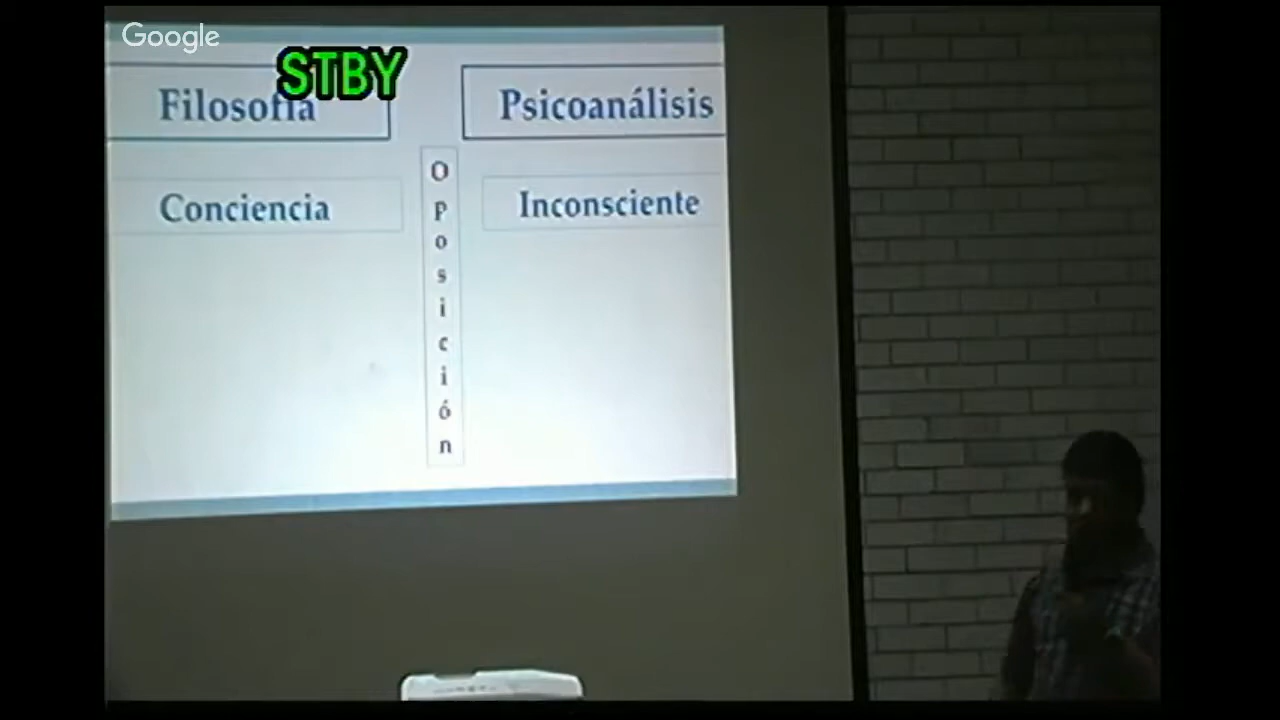 Google
STBY
Filosofía
Psicoanálisis
Conciencia
Oposición
Inconsciente